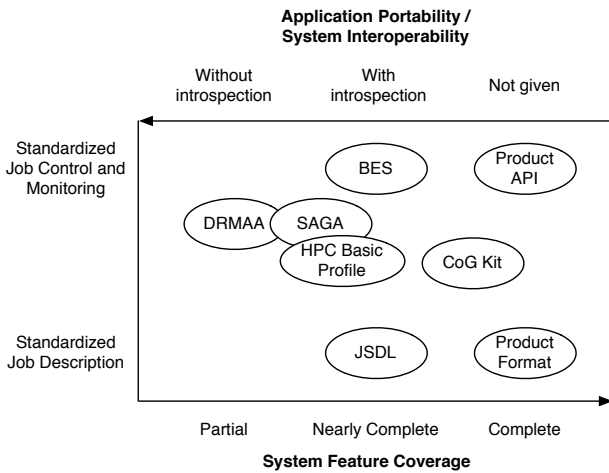 Application Portability /
System Interoperability
Without
introspection
With
introspection
Not given
Standardized
Job Control and
Monitoring
BES
Product
API
DRMAA
SAGA
HPC Basic
Profile
CoG Kit
Standardized
Job Description
JSDL
Product
Format
Partial
Nearly Complete
Complete
System Feature Coverage